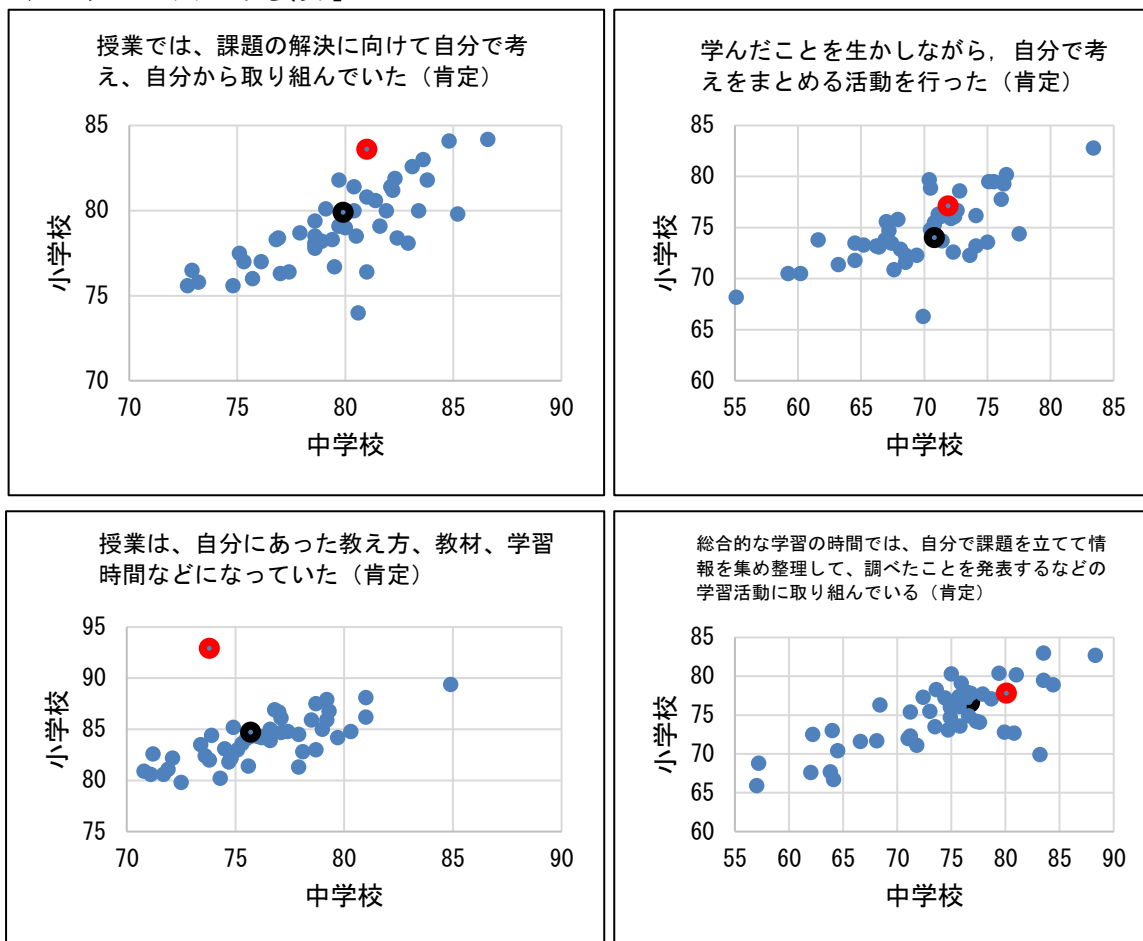 授業では、課題の解決に向けて自分で考
え、自分から取り組んでいた（肯定）
85
80
75
70
小学校
70 75 80 85 90
中学校
学んだことを生かしながら，自分で考
えをまとめる活動を行った（肯定）
85
80
75
70
65
60
小学校
55 60 65 70 75 80 85
中学校
授業は、自分にあった教え方、教材、学習
時間などになっていた（肯定）
95
90
85
80
75
小学校
70 75 80 85 90
中学校
総合的な学習の時間では、自分で課題を立てて情
報を集め整理して、調べたことを発表するなどの
学習活動に取り組んでいる（肯定）
85
80
75
70
65
60
小学校
55 60 65 70 75 80 85 90
中学校